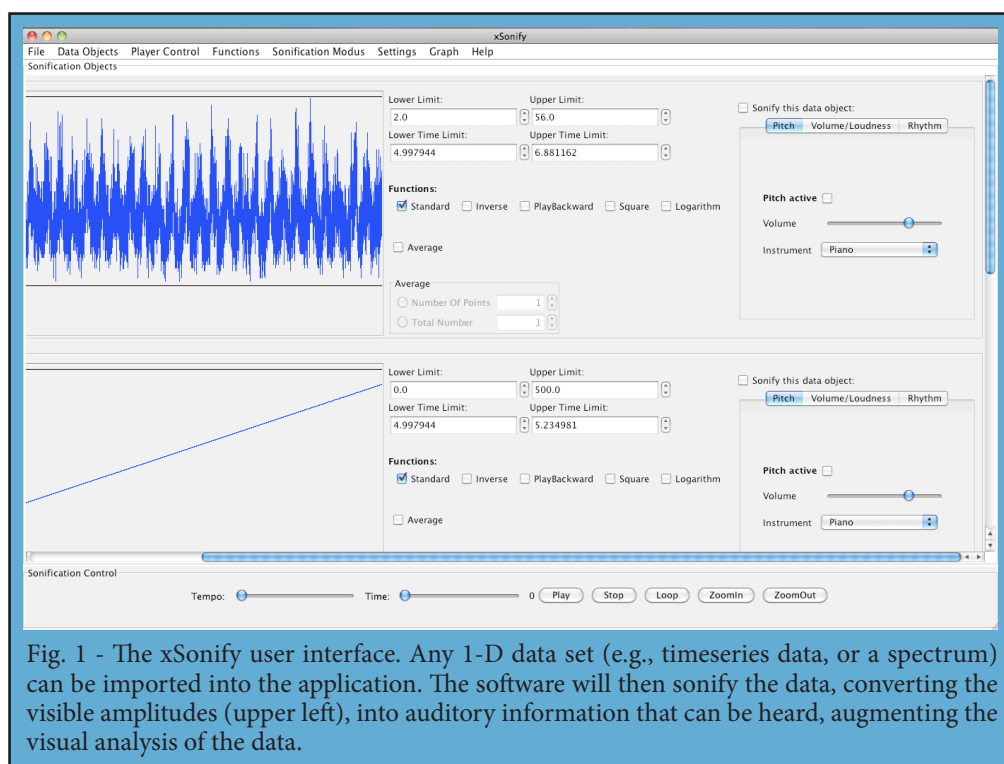 xSonify
File Data Objects Player Control Functions Sonification Modus Settings Graph Help
Sonification Objects
Lower Limit: Upper Limit:
2.0 56.0
Lower Time Limit: Upper Time Limit:
4.997944 6.881162
Functions:
Standard Inverse PlayBackward Square Logarithm
Average
Average
Number Of Points 1
Total Number 1
Sonify this data object:
Pitch Volume/Loudness Rhythm
Pitch active
Volume
Instrument Piano
Lower Limit: Upper Limit:
0.0 500.0
Lower Time Limit: Upper Time Limit:
4.997944 5.234981
Functions:
Standard Inverse PlayBackward Square Logarithm
Average
Sonify this data object:
Pitch Volume/Loudness Rhythm
Pitch active
Volume
Instrument Piano
Sonification Control
Tempo: Time: 0 Play Stop Loop ZoomIn ZoomOut
Fig. 1 - The xSonify user interface. Any 1-D data set (e.g., timeseries data, or a spectrum)
can be imported into the application. The software will then sonify the data, converting the
visible amplitudes (upper left), into auditory information that can be heard, augmenting the
visual analysis of the data.